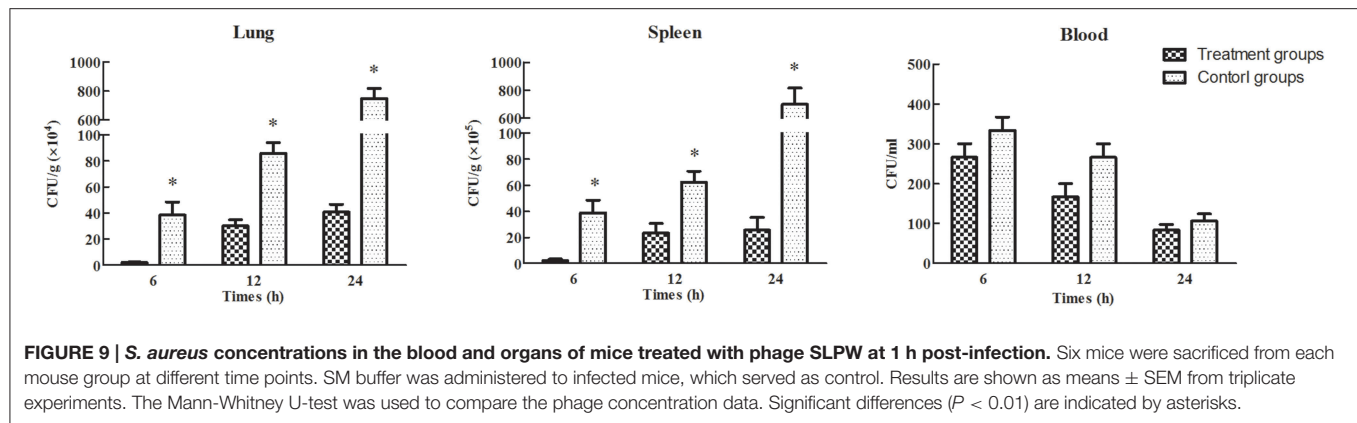 Lung
1000
800
600
100
80
60
40
20
0
CFU/g (×10⁴)
*
*
*
6
12
24
Times (h)
Spleen
1000
800
600
100
80
60
40
20
0
CFU/g (×10⁵)
*
*
*
6
12
24
Times (h)
Blood
500
400
300
200
100
0
CFU/ml
6
12
24
Times (h)
Treatment groups
Contorl groups
FIGURE 9 | S. aureus concentrations in the blood and organs of mice treated with phage SLPW at 1 h post-infection. Six mice were sacrificed from each
mouse group at different time points. SM buffer was administered to infected mice, which served as control. Results are shown as means ± SEM from triplicate
experiments. The Mann-Whitney U-test was used to compare the phage concentration data. Significant differences (P < 0.01) are indicated by asterisks.